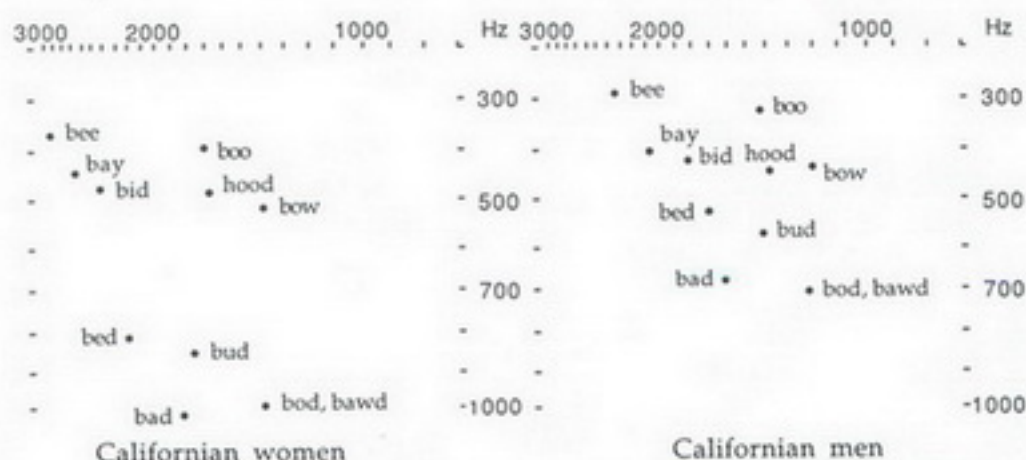 3000 2000 1000 Hz
3000 2000 1000 Hz
300
500
700
1000
300
500
700
1000
bee
bay
bid
boo
hood
bow
bed
bud
bad
bod, bawd
Californian women
bee
boo
bay
bid
hood
bow
bed
bud
bad
bod, bawd
Californian men